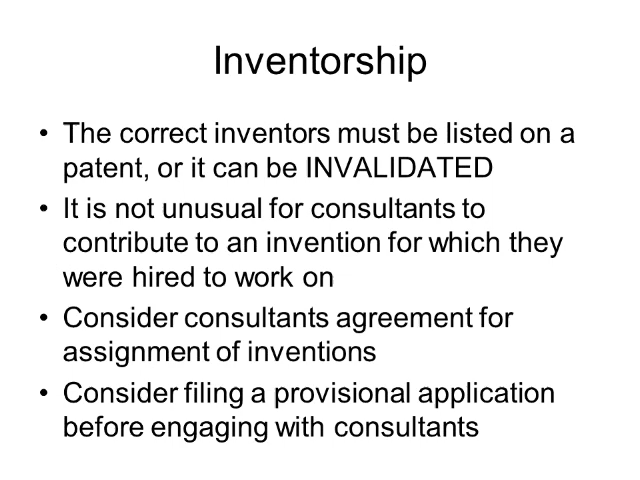 Inventorship
• The correct inventors must be listed on a
patent, or it can be INVALIDATED
• It is not unusual for consultants to
contribute to an invention for which they
were hired to work on
• Consider consultants agreement for
assignment of inventions
• Consider filing a provisional application
before engaging with consultants